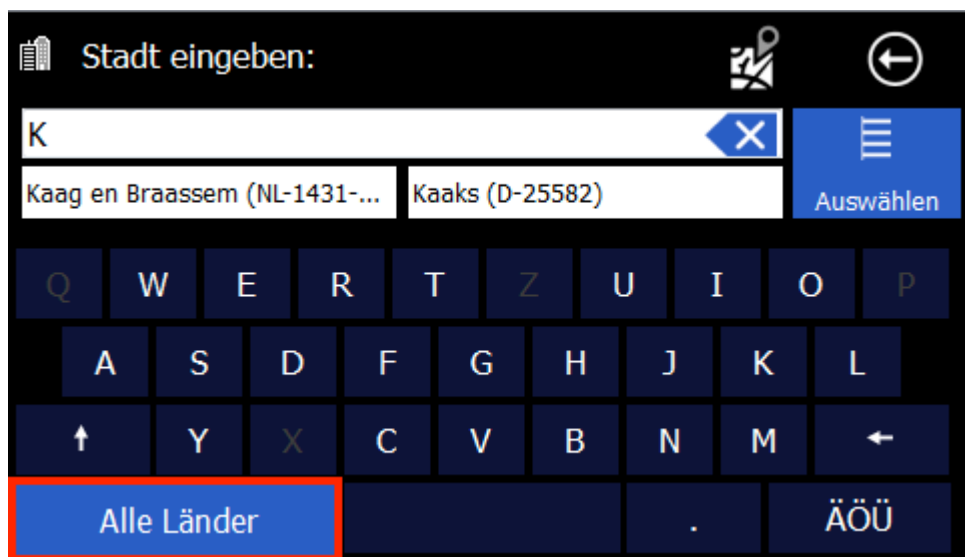 Stadt eingeben:
K
Kaag en Braassem (NL-1431-... Kaaks (D-25582)
Auswählen
Q W E R T Z U I O P
A S D F G H J K L
Y X C V B N M
Alle Länder . ÄÖÜ